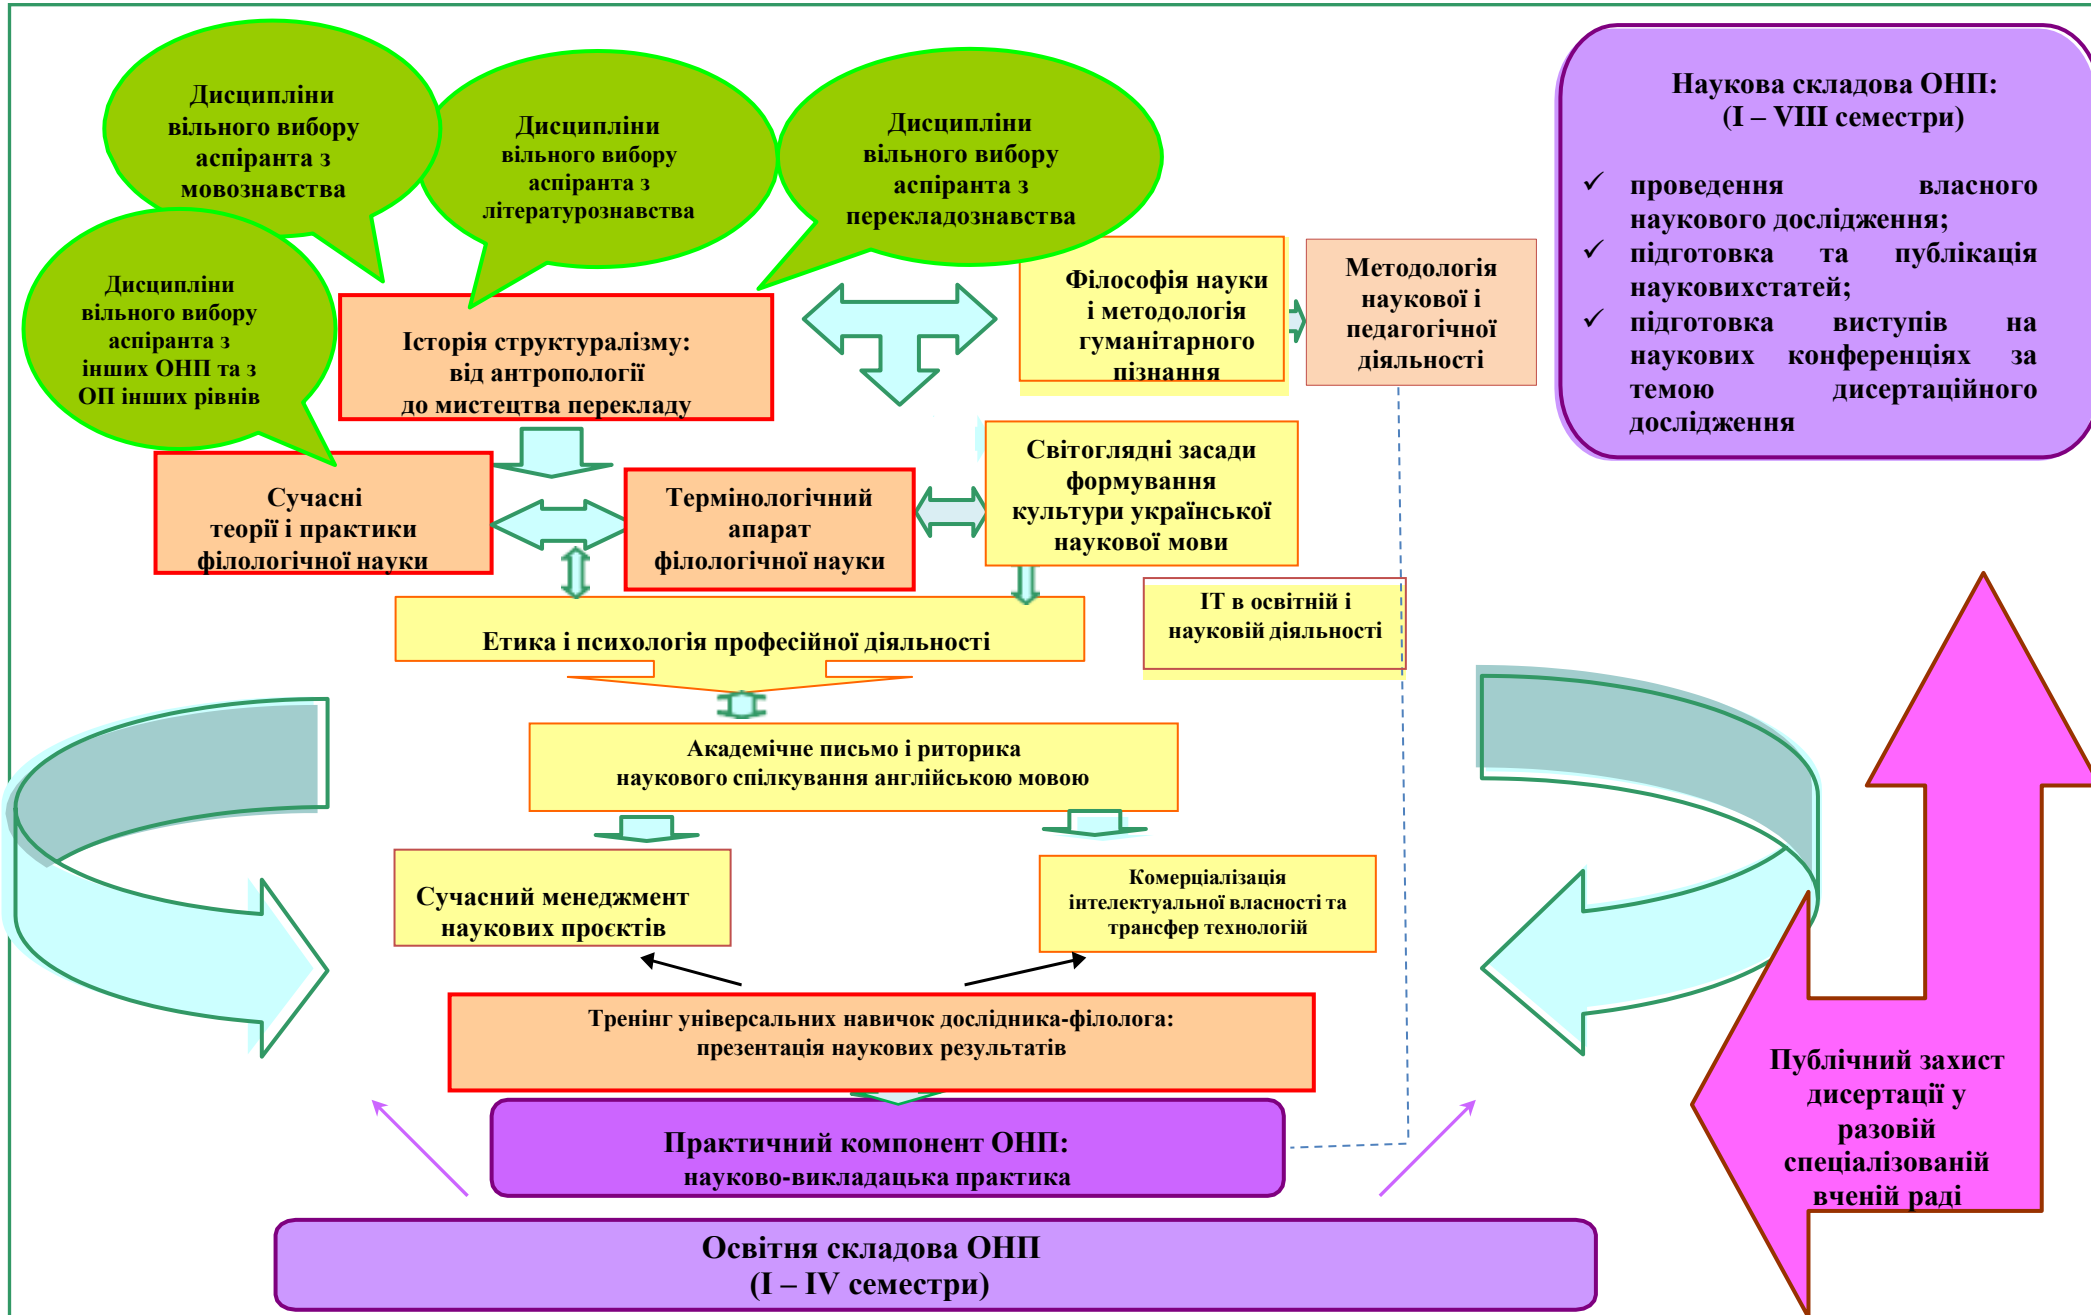 Дисципліни
вільного вибору
аспіранта з
мовознавства
Дисципліни
вільного вибору
аспіранта з
літературознавства
Дисципліни
вільного вибору
аспіранта з
перекладознавства
Наукова складова ОНП:
(І – VIII семестри)
✓ проведення власного
наукового дослідження;
✓ підготовка та публікація
науковихстатей;
✓ підготовка виступів на
наукових конференціях за
темою дисертаційного
дослідження
Дисципліни
вільного вибору
аспіранта з
інших ОНП та з
ОП інших рівнів
Історія структуралізму:
від антропології
до мистецтва перекладу
Філософія науки
і методологія
гуманітарного
пізнання
Методологія
наукової і
педагогічної
діяльності
Сучасні
теорії і практики
філологічної науки
Термінологічний
апарат
філологічної науки
Світоглядні засади
формування
культури української
наукової мови
ІТ в освітній і
науковій діяльності
Етика і психологія професійної діяльності
Академічне письмо і риторика
наукового спілкування англійською мовою
Сучасний менеджмент
наукових проєктів
Комерціалізація
інтелектуальної власності та
трансфер технологій
Тренінг універсальних навичок дослідника-філолога:
презентація наукових результатів
Практичний компонент ОНП:
науково-викладацька практика
Публічний захист
дисертації у
разовій
спеціалізованій
вченій раді
Освітня складова ОНП
(І – IV семестри)